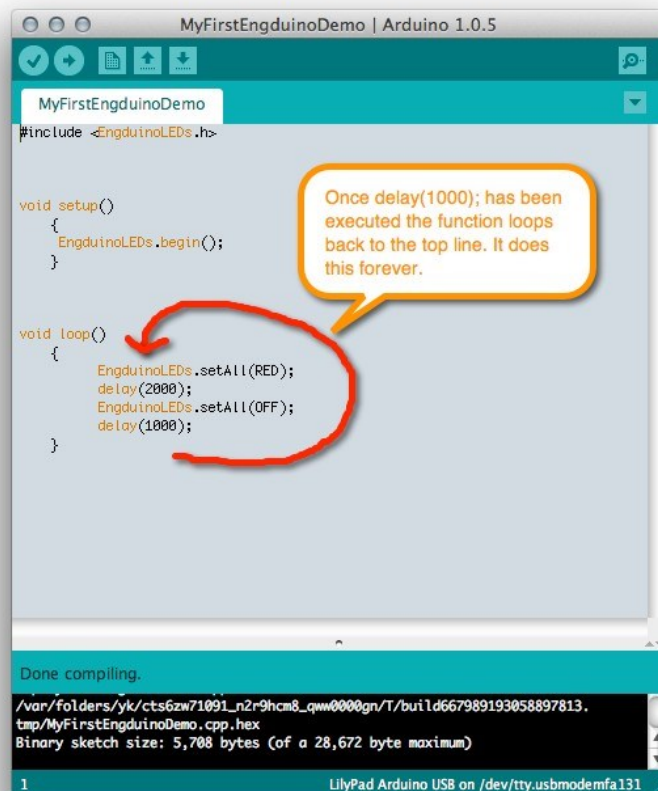 MyFirstEngduinoDemo | Arduino 1.0.5
MyFirstEngduinoDemo
#include <EngduinoLEDs.h>
void setup()
{
EngduinoLEDs.begin();
}
Once delay(1000); has been
executed the function loops
back to the top line. It does
this forever.
void loop()
{
EngduinoLEDs.setAll(RED);
delay(2000);
EngduinoLEDs.setAll(OFF);
delay(1000);
}
Done compiling.
/var/folders/yk/cts6zw71091_n2r9hcm8_qww0000gn/T/build667989193058897813.
tmp/MyFirstEngduinoDemo.cpp.hex
Binary sketch size: 5,708 bytes (of a 28,672 byte maximum)
1
LilyPad Arduino USB on /dev/tty.usbmodemfa131